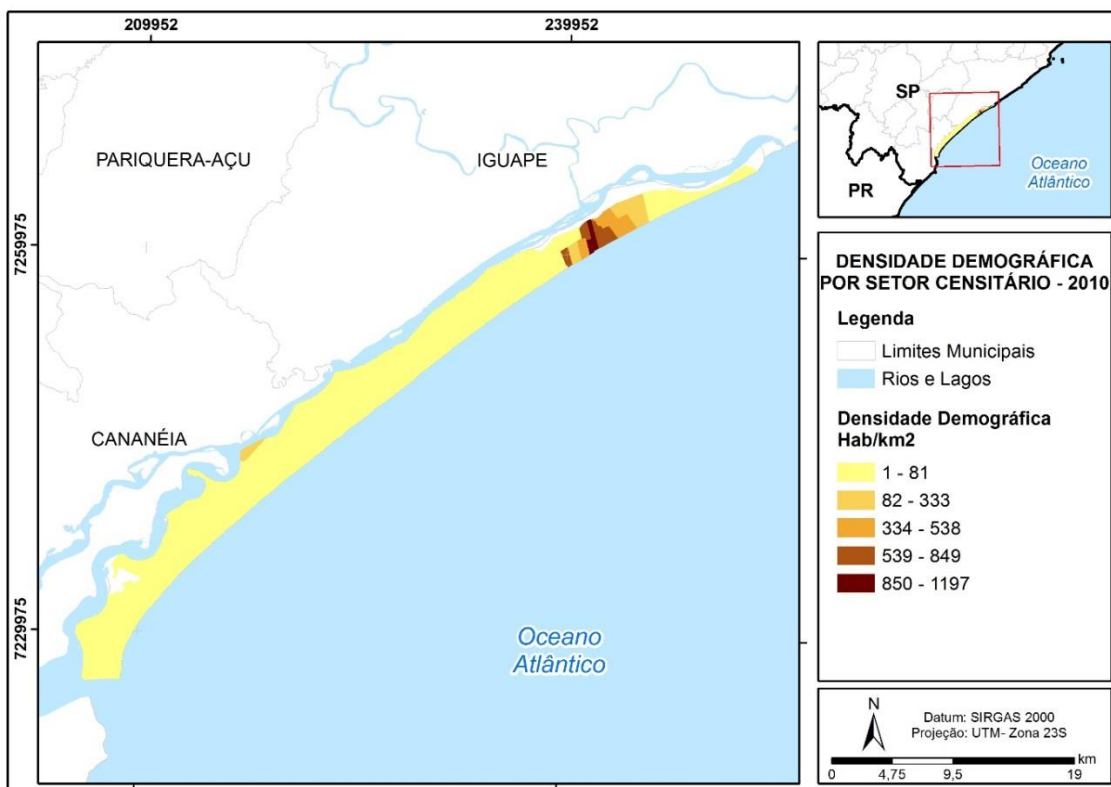 209952
239952
7259975
7229975
PARIQUERA-AÇU
IGUAPE
CANANÉIA
Oceano
Atlântico
SP
PR
Oceano
Atlântico
DENSIDADE DEMOGRÁFICA
POR SETOR CENSITÁRIO - 2010
Legenda
Limites Municipais
Rios e Lagos
Densidade Demográfica
Hab/km2
1 - 81
82 - 333
334 - 538
539 - 849
850 - 1197
N
Datum: SIRGAS 2000
Projeção: UTM- Zona 23S
km
0 4,75 9,5 19